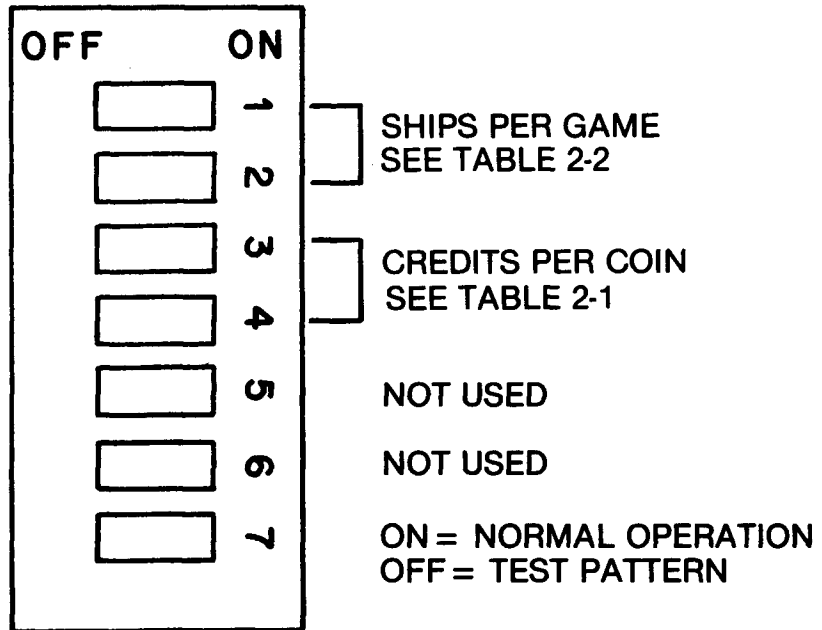 OFF ON
1
SHIPS PER GAME
SEE TABLE 2-2
2
3
CREDITS PER COIN
SEE TABLE 2-1
4
5 NOT USED
6 NOT USED
7 ON = NORMAL OPERATION
OFF = TEST PATTERN